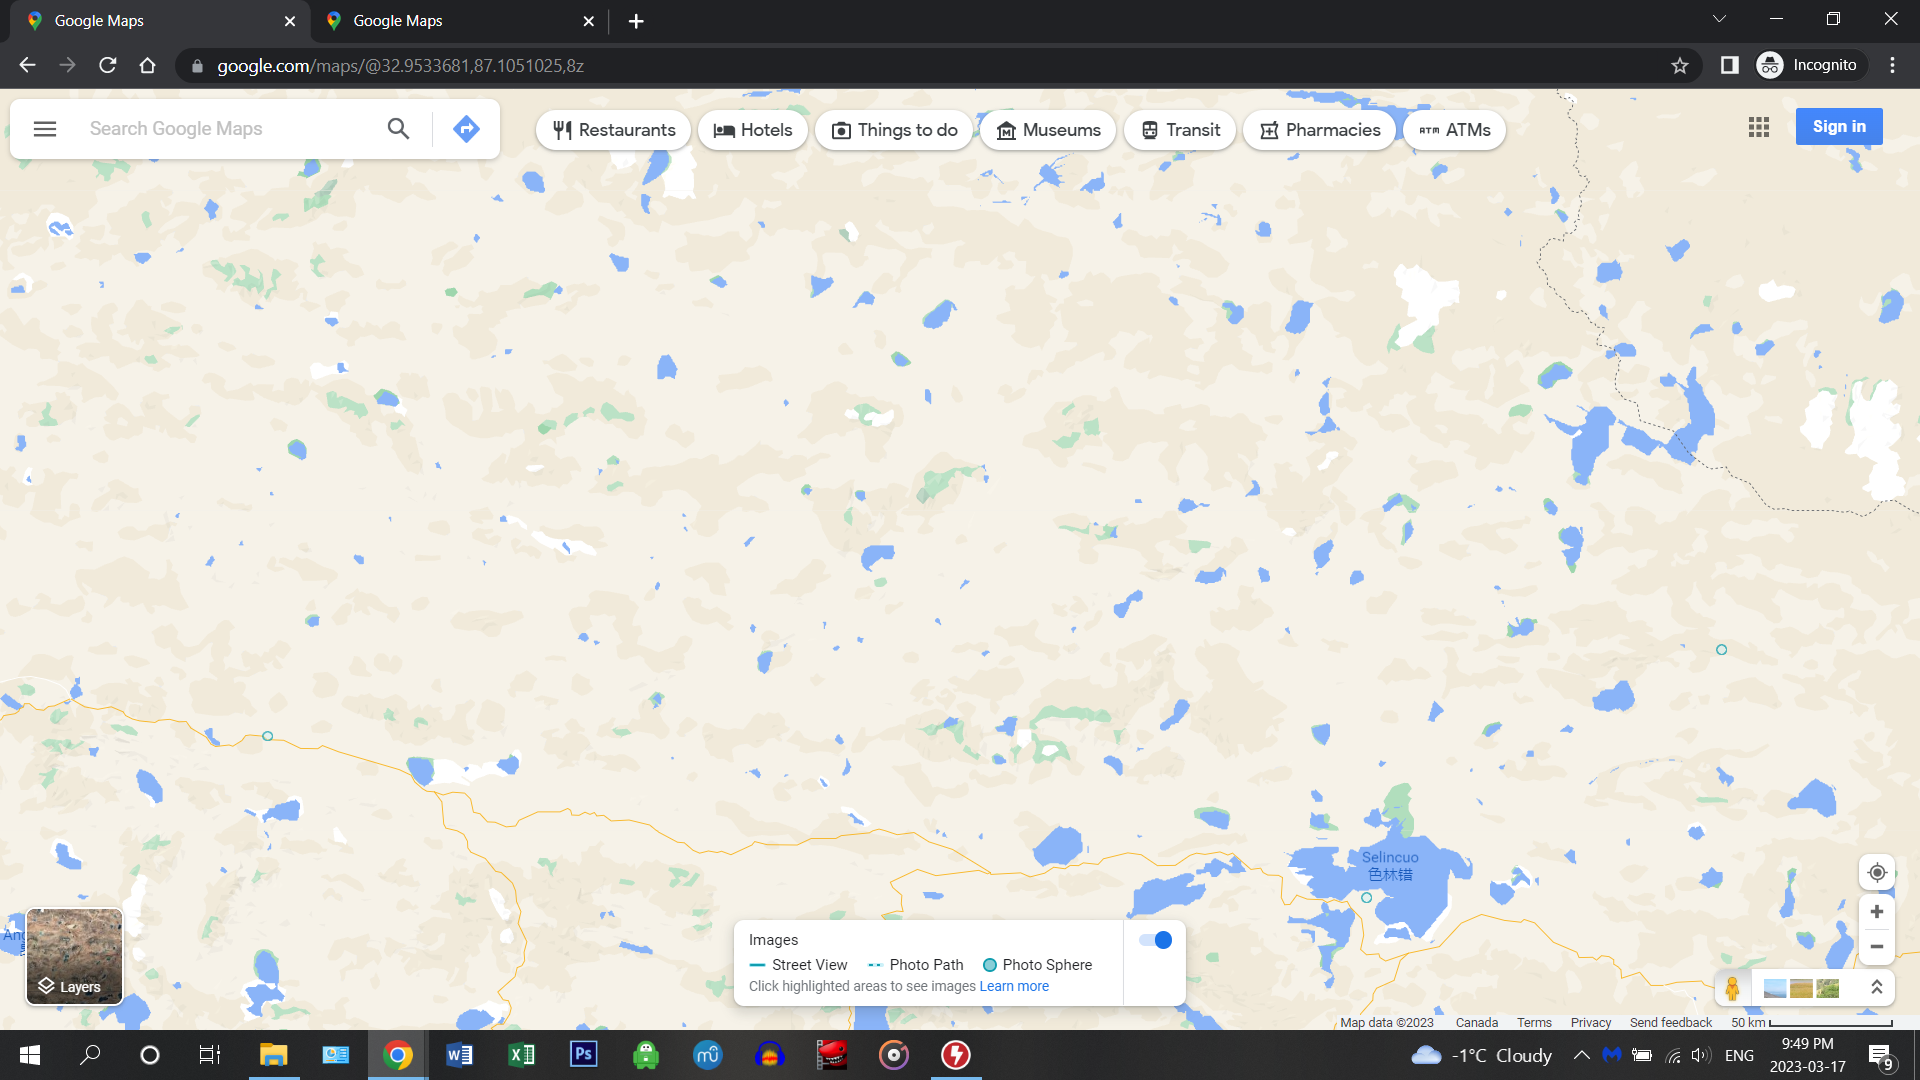 Google Maps
Google Maps
google.com/maps/@32.9533681,87.1051025,8z
Incognito
Search Google Maps
Restaurants
Hotels
Things to do
Museums
Transit
Pharmacies
ATM ATMs
Sign in
Selincuo
色林错
Layers
Images
Street View
Photo Path
Photo Sphere
Click highlighted areas to see images Learn more
Map data ©2023
Canada
Terms
Privacy
Send feedback
50 km
W
X
Ps
mü
-1°C Cloudy
ENG
9:49 PM
2023-03-17
9